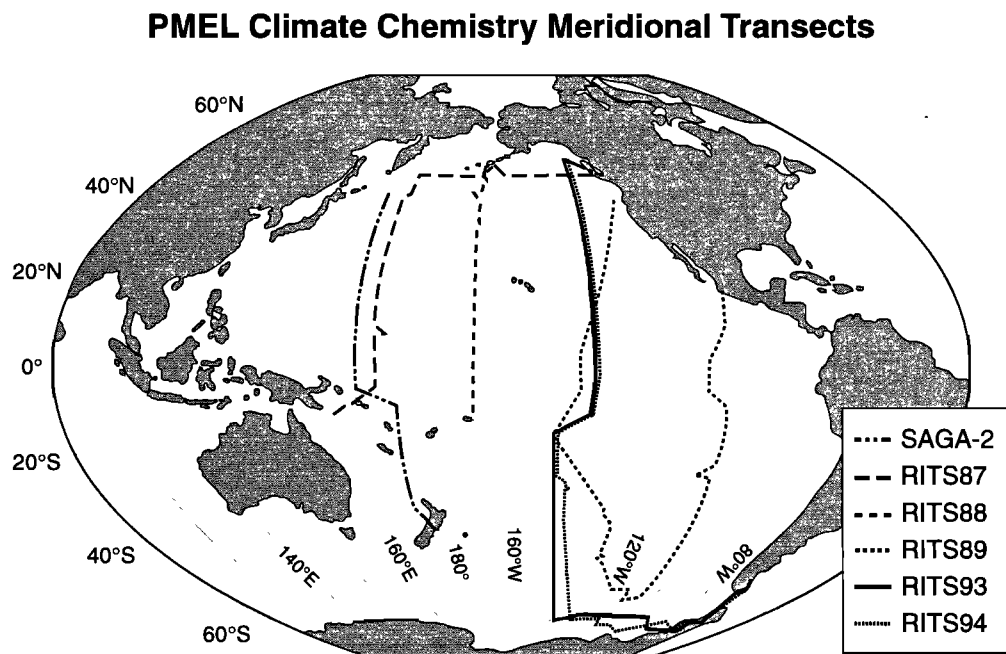 PMEL Climate Chemistry Meridional Transects
60°N
40°N
20°N
0°
20°S
40°S
60°S
140°E
160°E
180°
160°W
120°W
80°W
SAGA-2
RITS87
RITS88
RITS89
RITS93
RITS94